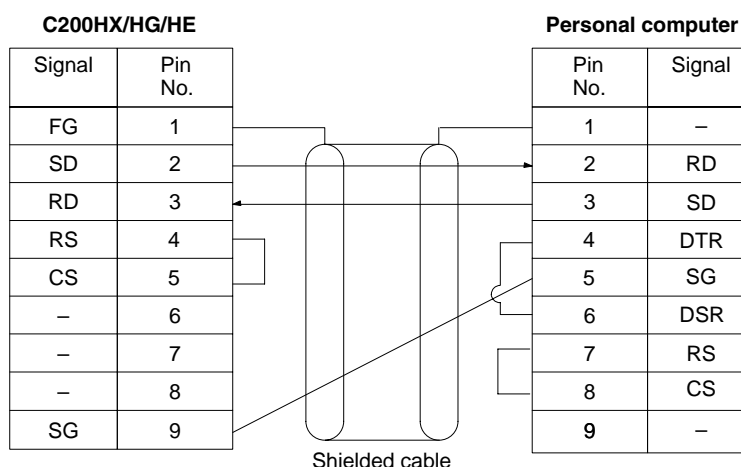 C200HX/HG/HE Personal computer
Signal Pin No. Pin No. Signal
FG 1 1 –
SD 2 2 RD
RD 3 3 SD
RS 4 4 DTR
CS 5 5 SG
– 6 6 DSR
– 7 7 RS
– 8 8 CS
SG 9 9 –
Shielded cable